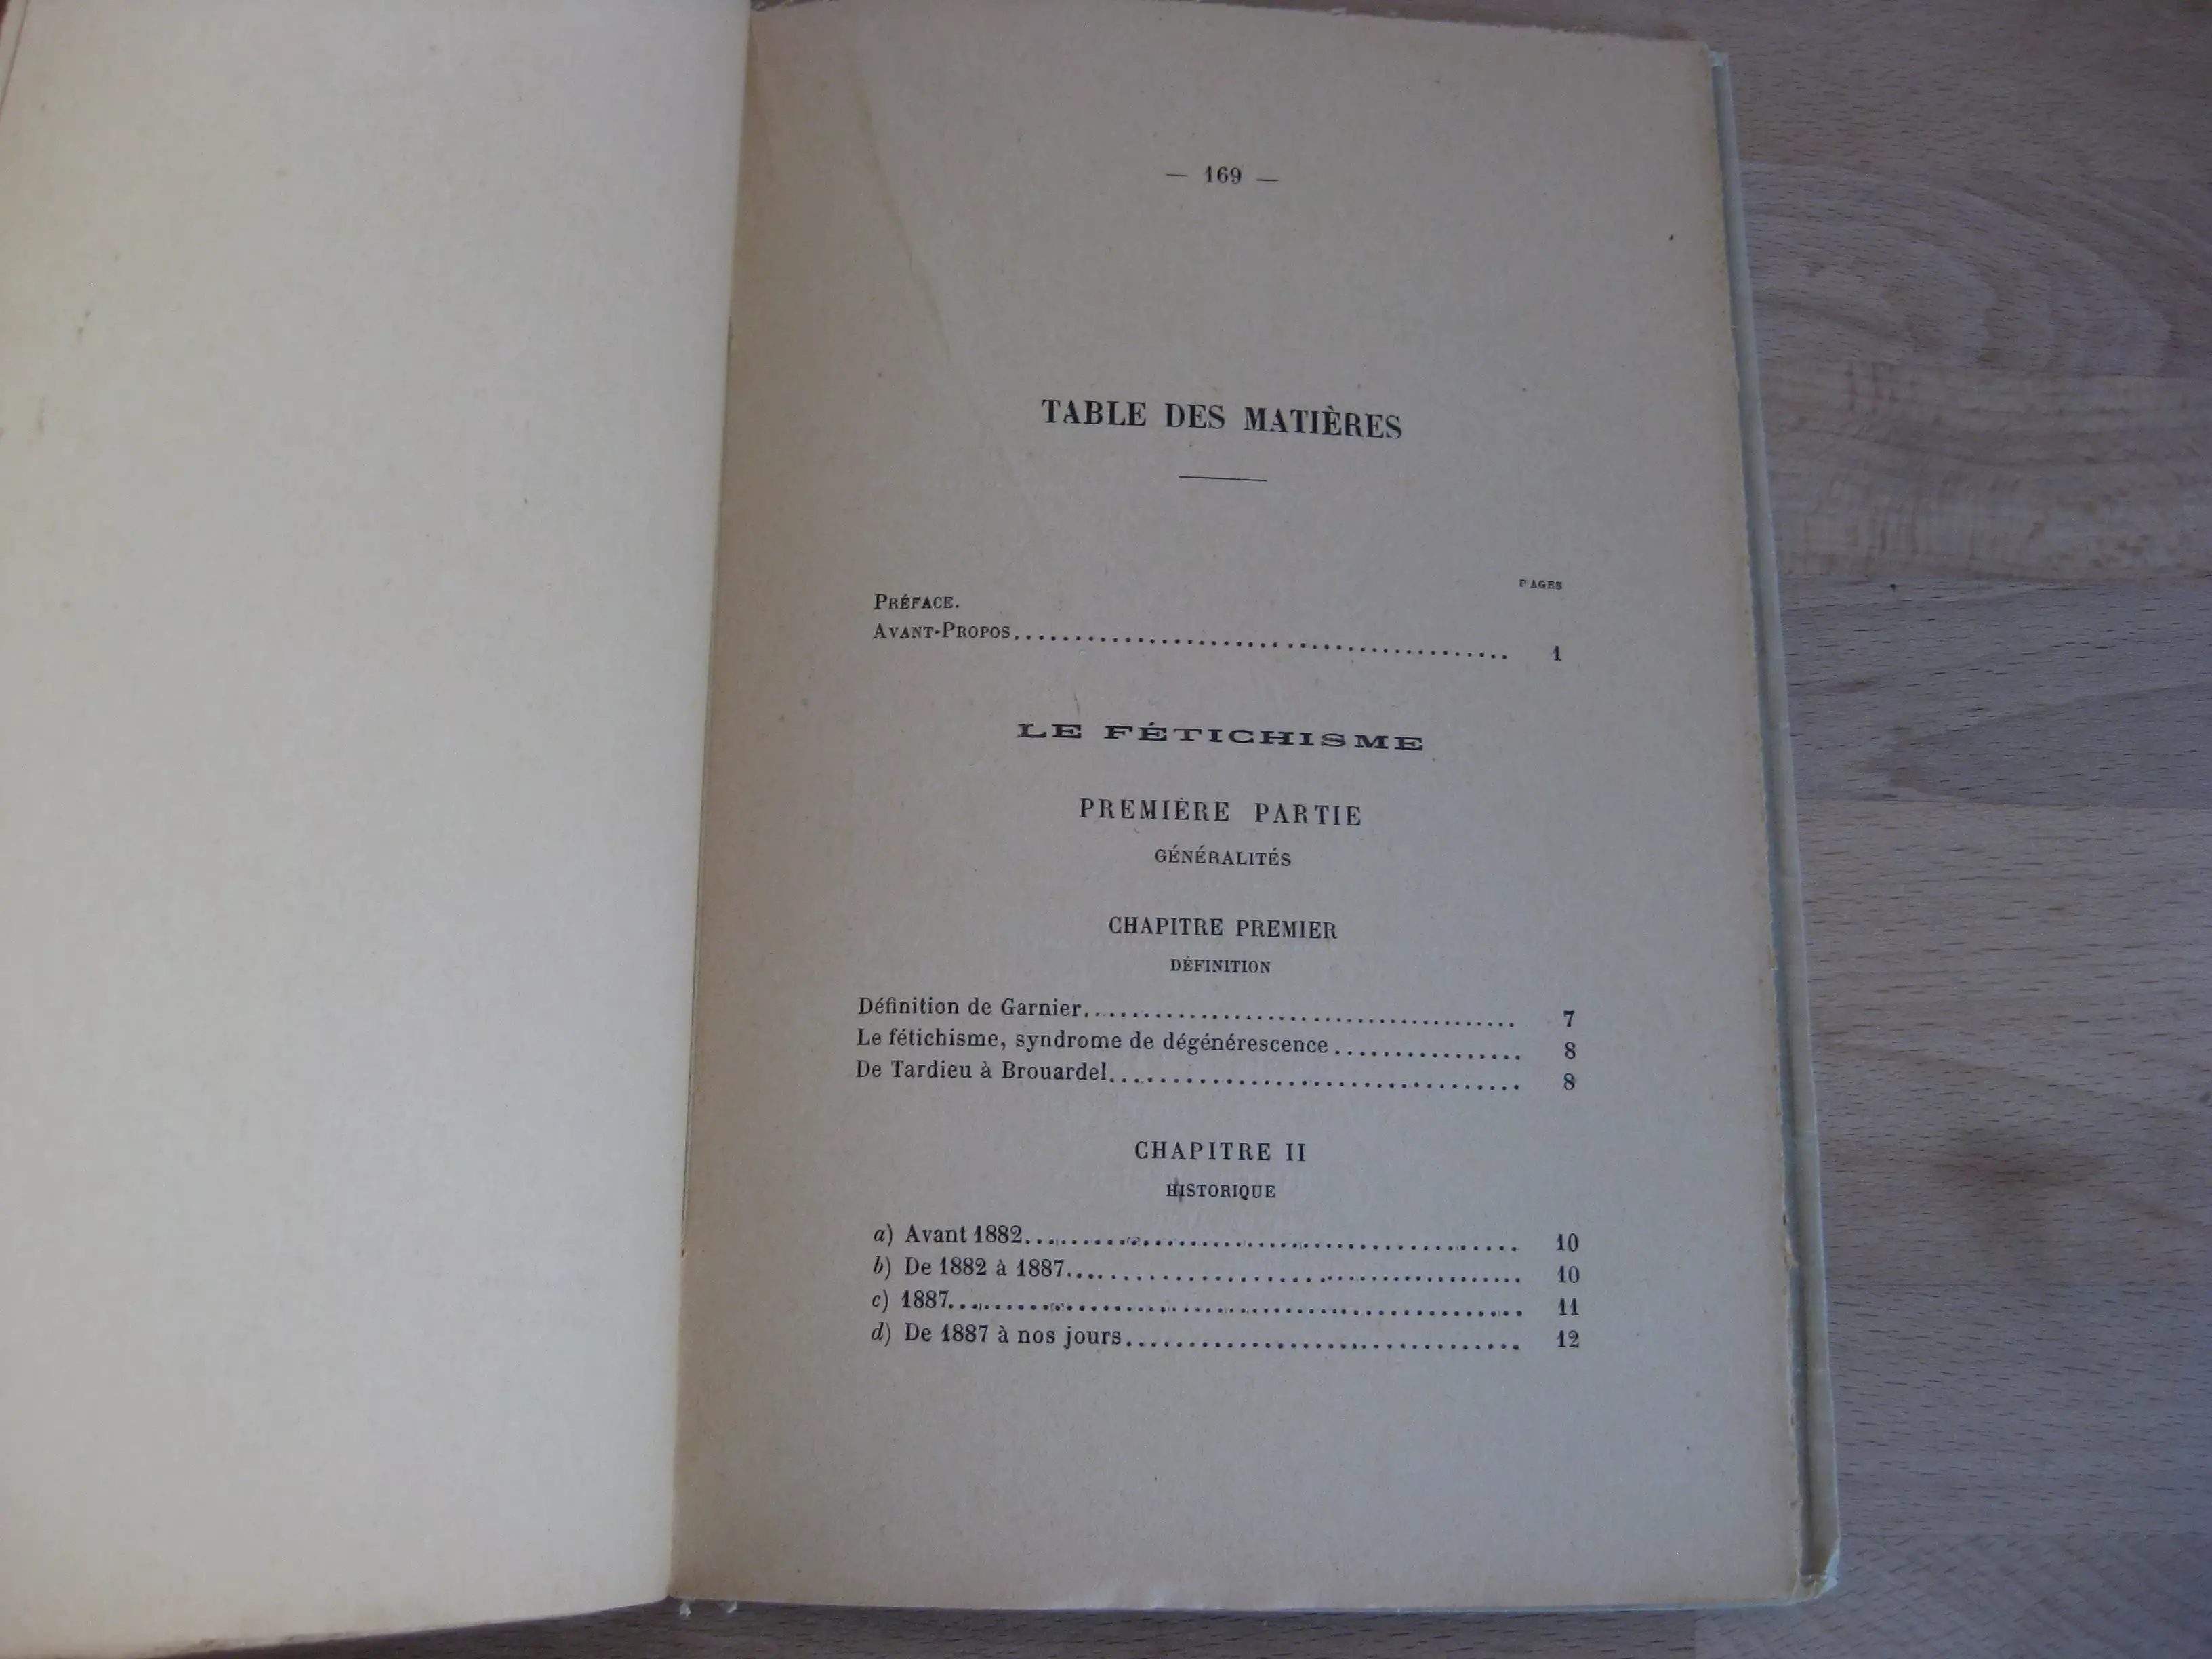 — 169 —
TABLE DES MATIÈRES
PAGES
PRÉFACE.
AVANT-PROPOS........................................ 1
LE FÉTICHISME
PREMIÈRE PARTIE
GÉNÉRALITÉS
CHAPITRE PREMIER
DÉFINITION
Définition de Garnier.................................... 7
Le fétichisme, syndrome de dégénérescence ................ 8
De Tardieu à Brouardel.................................. 8
CHAPITRE II
HISTORIQUE
a) Avant 1882........................................ 10
b) De 1882 à 1887..................................... 10
c) 1887.............................................. 11
d) De 1887 à nos jours................................ 12